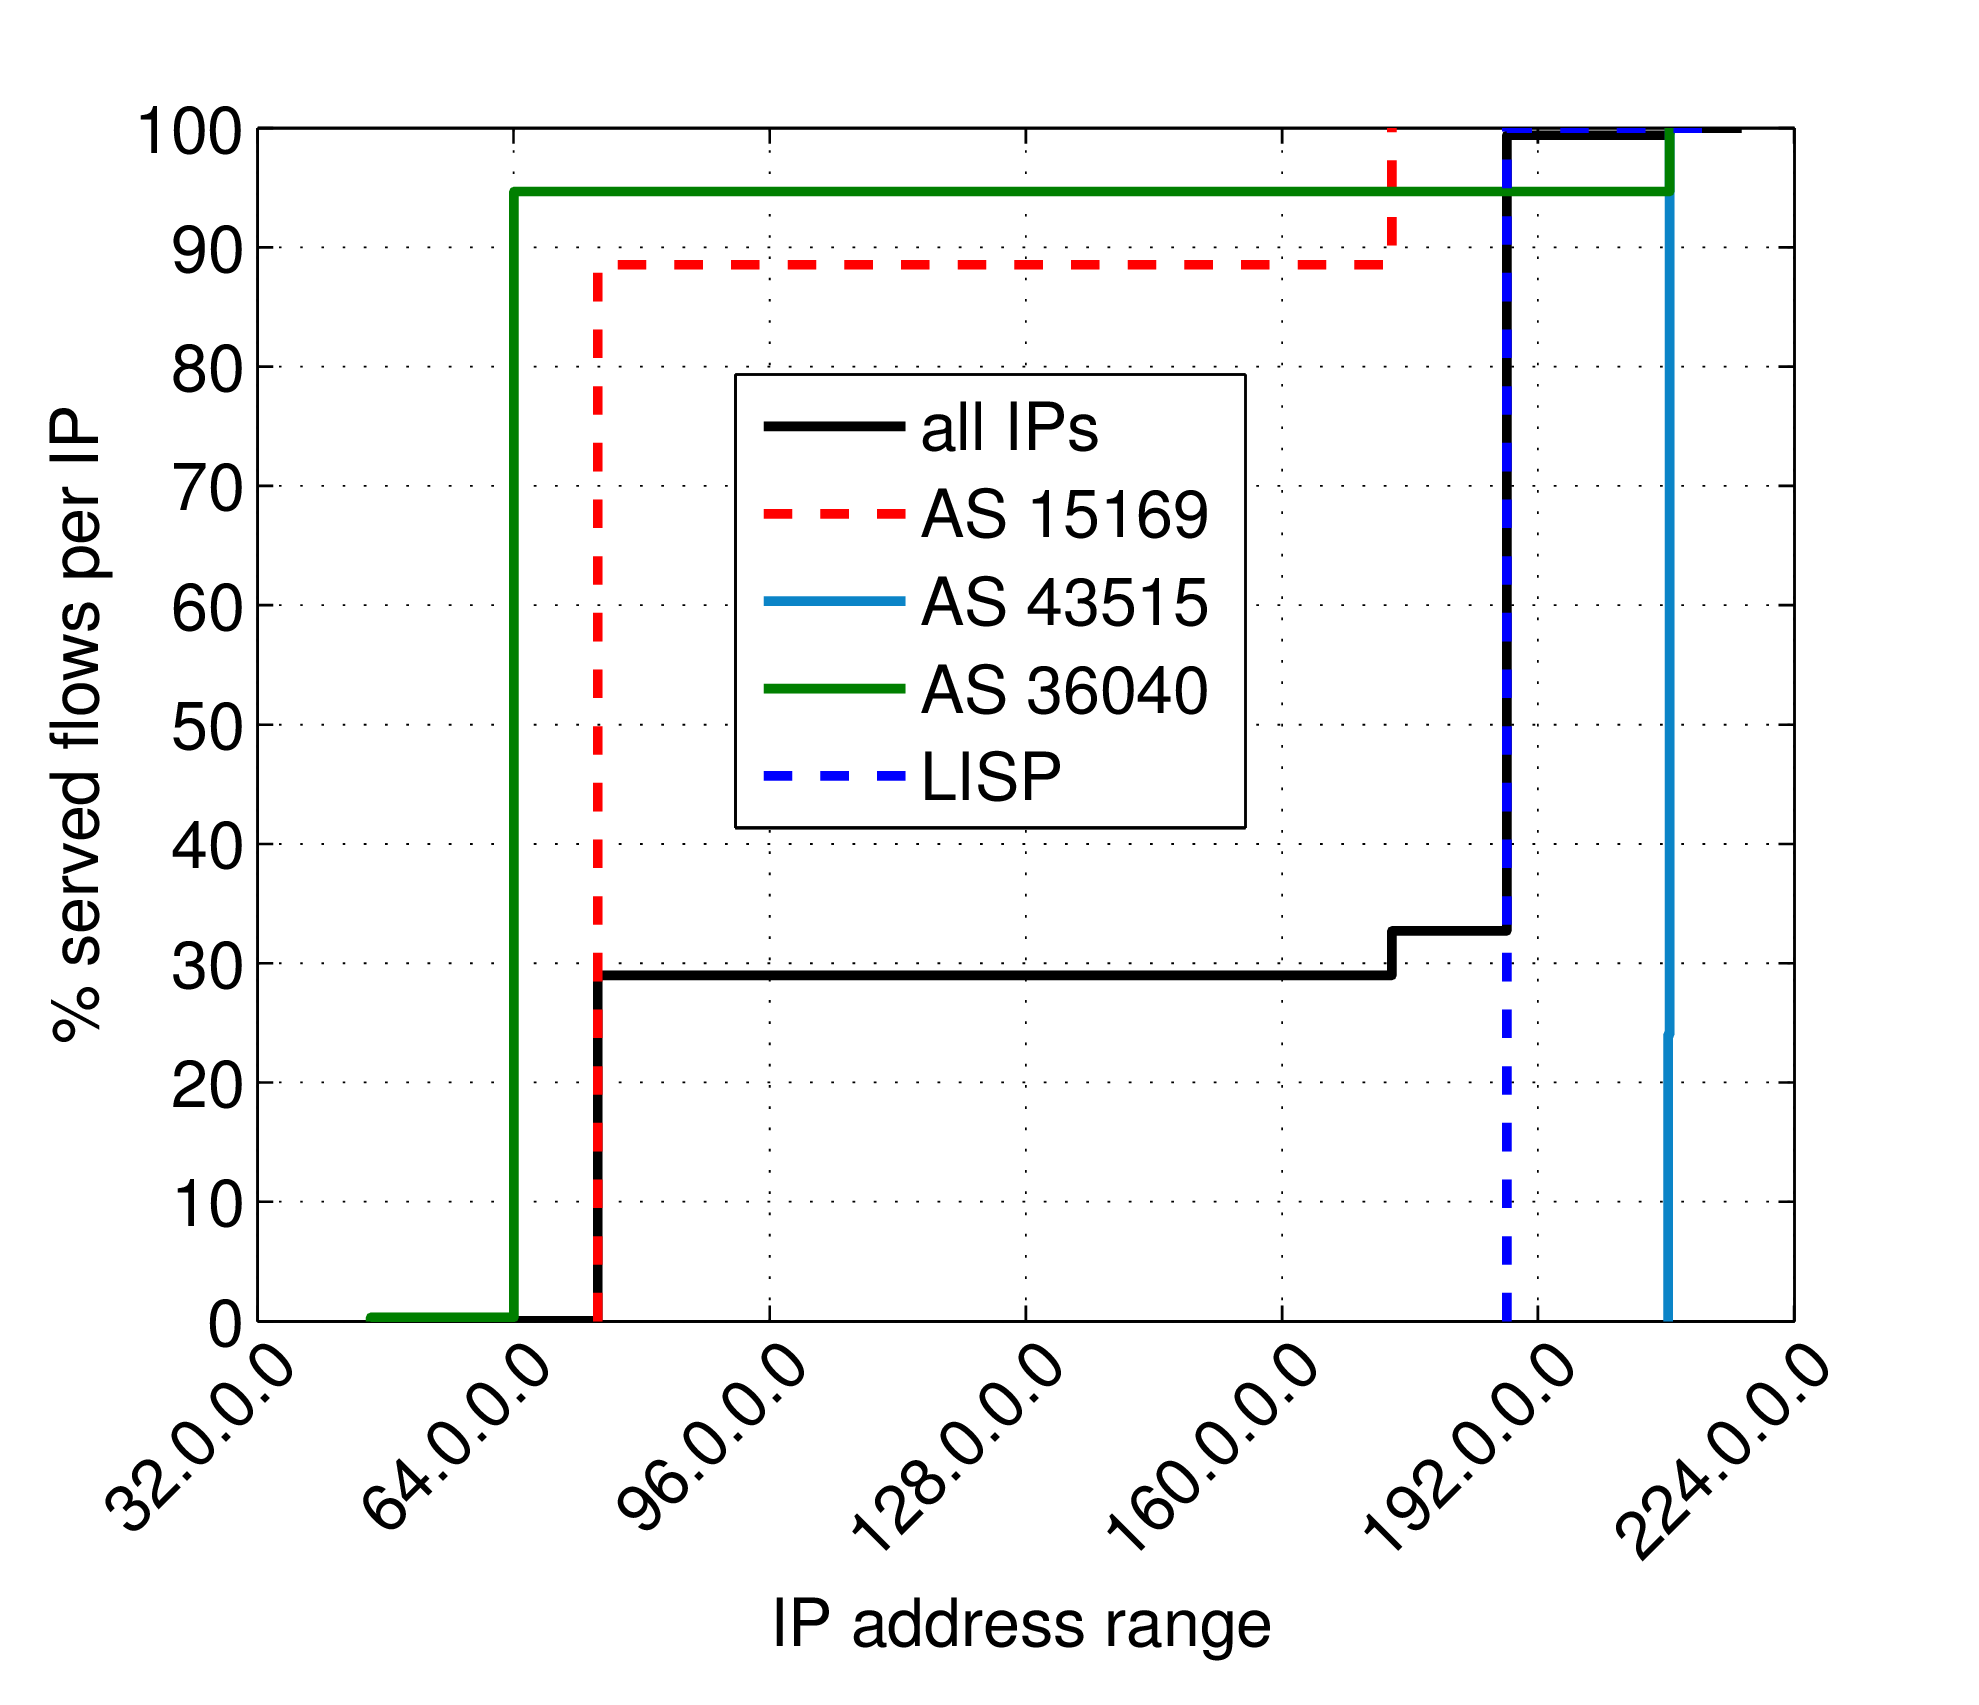 100
90
80
70
60
50
40
30
20
10
0
% served flows per IP
all IPs
AS 15169
AS 43515
AS 36040
LISP
32.0.0.0
64.0.0.0
96.0.0.0
128.0.0.0
160.0.0.0
192.0.0.0
224.0.0.0
IP address range